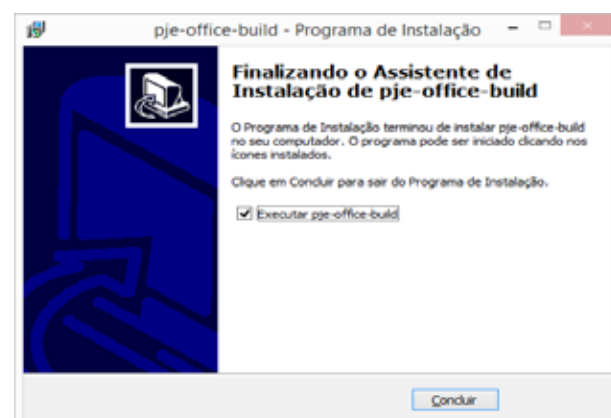 pje-office-build - Programa de Instalação
Finalizando o Assistente de
Instalação de pje-office-build
O Programa de Instalação terminou de instalar pje-office-build
no seu computador. O programa pode ser iniciado clicando nos
ícones instalados.
Clique em Concluir para sair do Programa de Instalação.
Executar pje-office-build
Concluir